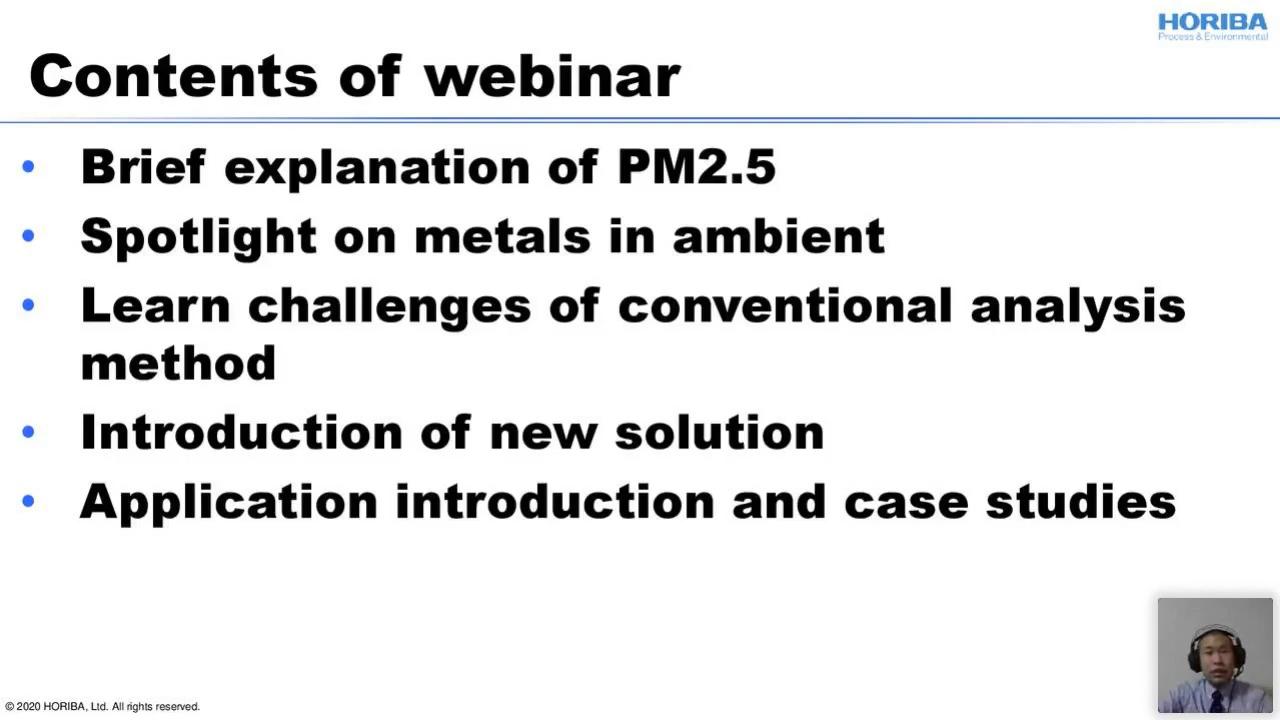 HORIBA
Process & Environmental
Contents of webinar
• Brief explanation of PM2.5
• Spotlight on metals in ambient
• Learn challenges of conventional analysis
method
• Introduction of new solution
• Application introduction and case studies
© 2020 HORIBA, Ltd. All rights reserved.